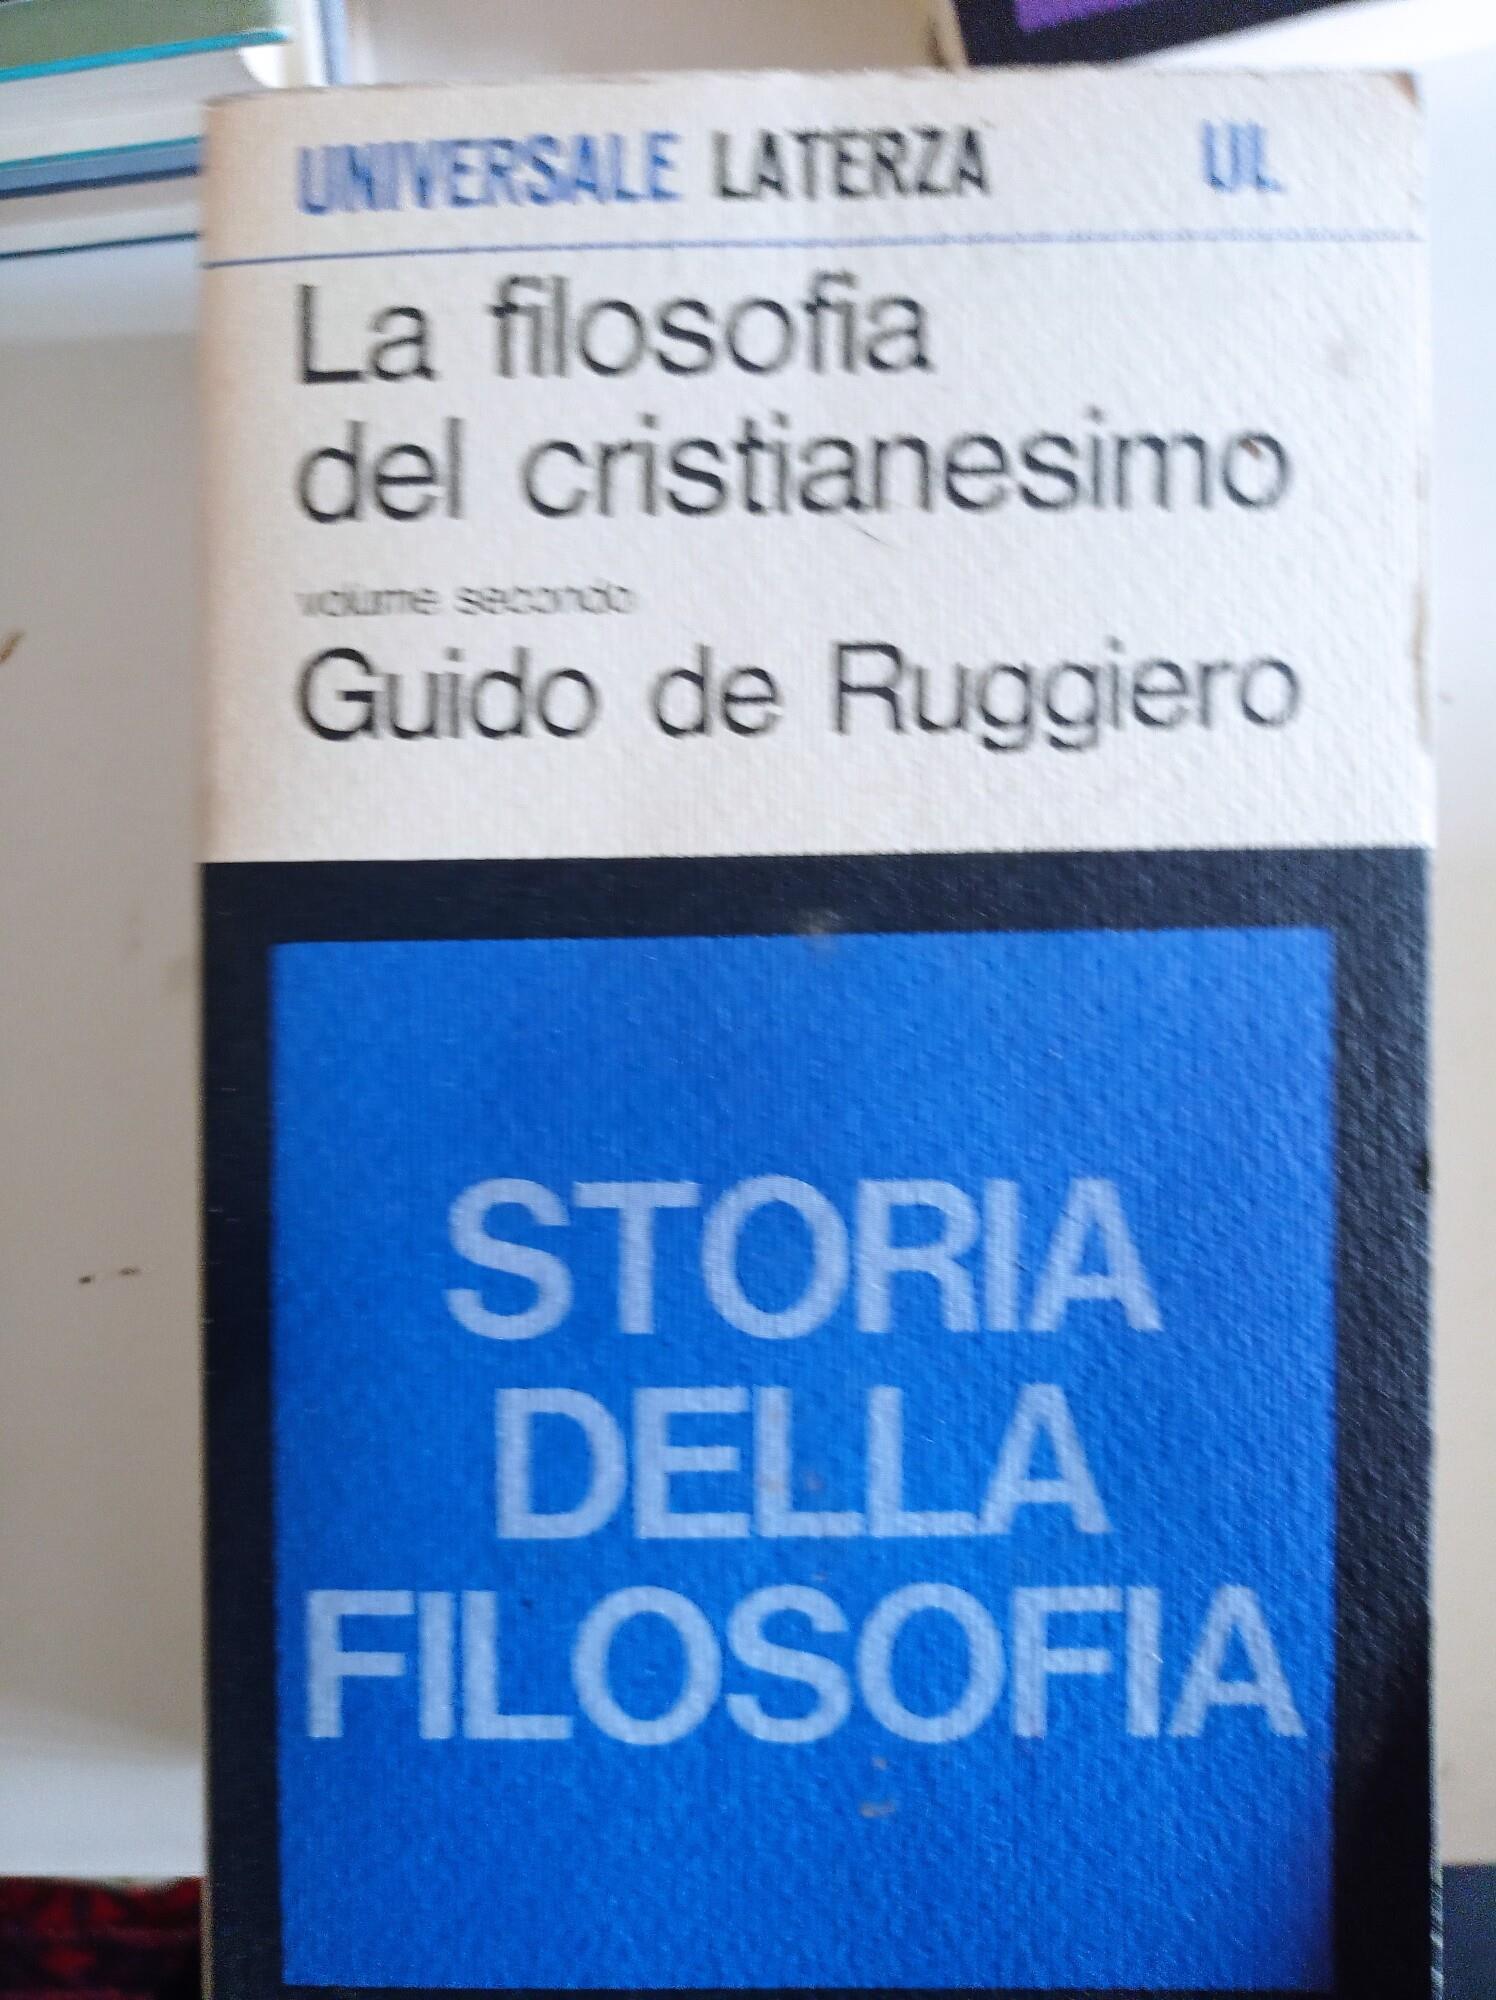 UNIVERSALE LATERZA UL
La filosofia
del cristianesimo
volume secondo
Guido de Ruggiero
STORIA
DELLA
FILOSOFIA